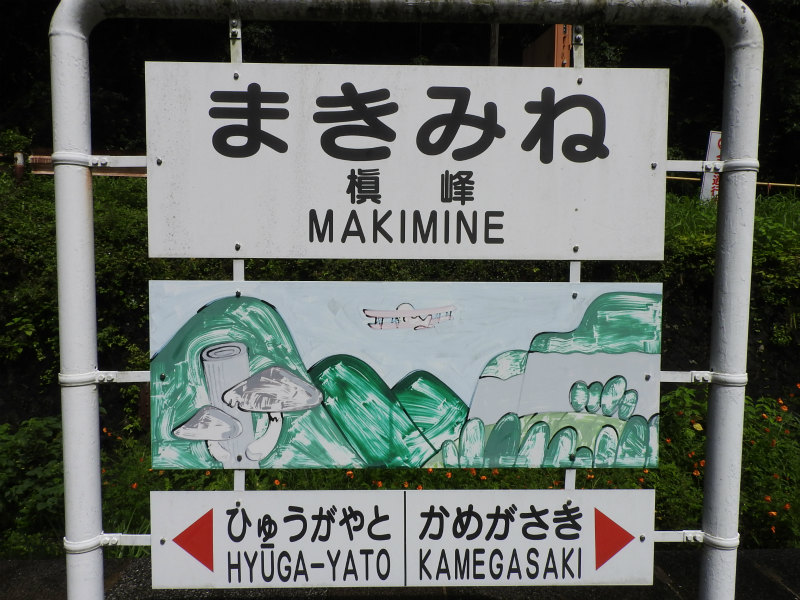 まきみね
槇 峰
MAKIMINE
ひゅうがやと かめがさき
HYŪGA-YATO KAMEGASAKI